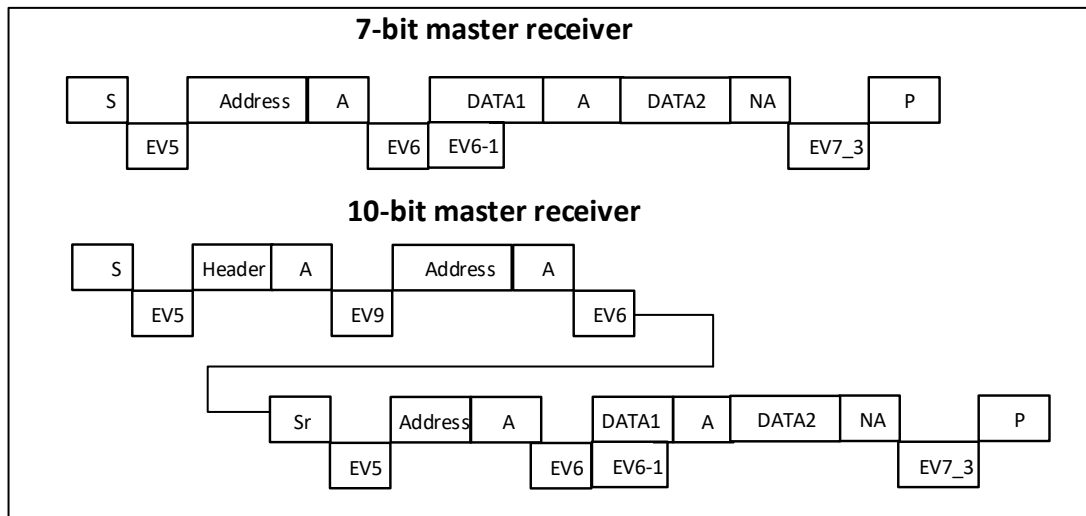 7-bit master receiver
S Address A DATA1 A DATA2 NA P
EV5 EV6 EV6-1 EV7_3
10-bit master receiver
S Header A Address A
EV5 EV9 EV6
Sr Address A DATA1 A DATA2 NA P
EV5 EV6 EV6-1 EV7_3